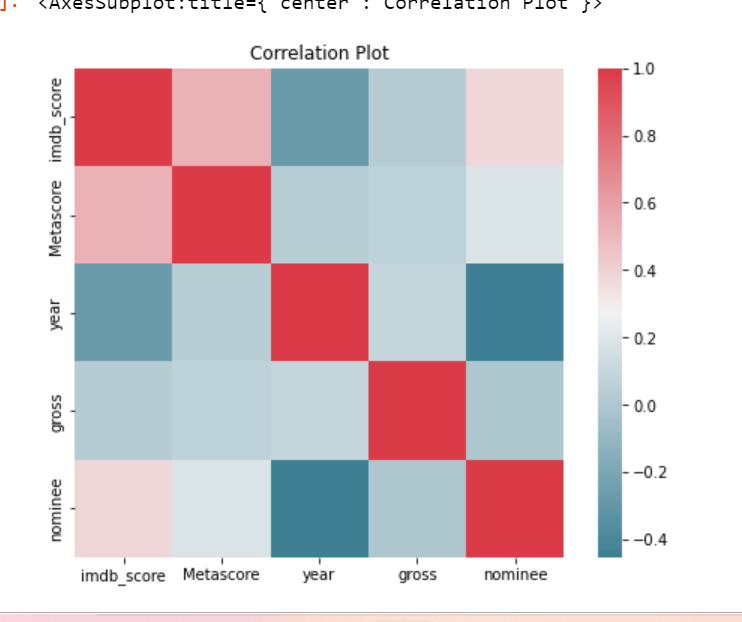 ]: <AxesSubplot:title={'center':'Correlation Plot'}>
Correlation Plot
imdb_score
Metascore
year
gross
nominee
imdb_score Metascore year gross nominee
1.0
0.8
0.6
0.4
0.2
0.0
−0.2
−0.4